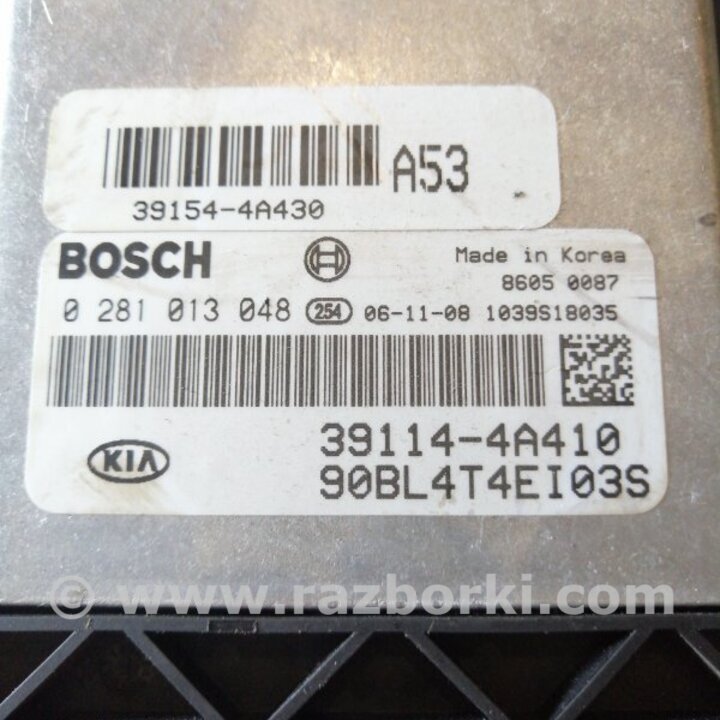 A53
39154-4A430
BOSCH
Made in Korea
8605 0087
0 281 013 048 254 06-11-08 1039S18035
39114-4A410
KIA
90BL4T4EI03S
© www.razborki.com